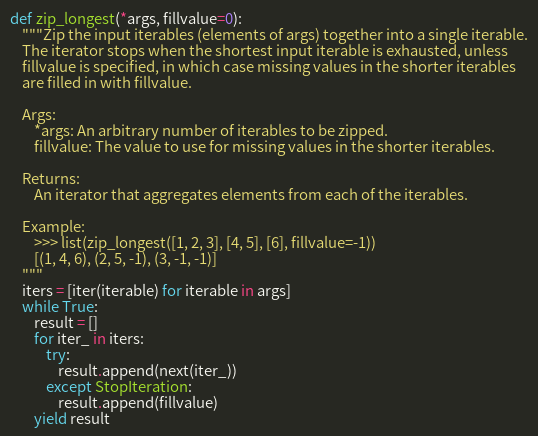 def zip_longest(*args, fillvalue=0):
    """Zip the input iterables (elements of args) together into a single iterable.
    The iterator stops when the shortest input iterable is exhausted, unless
    fillvalue is specified, in which case missing values in the shorter iterables
    are filled in with fillvalue.

    Args:
        *args: An arbitrary number of iterables to be zipped.
        fillvalue: The value to use for missing values in the shorter iterables.

    Returns:
        An iterator that aggregates elements from each of the iterables.

    Example:
        >>> list(zip_longest([1, 2, 3], [4, 5], [6], fillvalue=-1))
        [(1, 4, 6), (2, 5, -1), (3, -1, -1)]
    """
    iters = [iter(iterable) for iterable in args]
    while True:
        result = []
        for iter_ in iters:
            try:
                result.append(next(iter_))
            except StopIteration:
                result.append(fillvalue)
        yield result